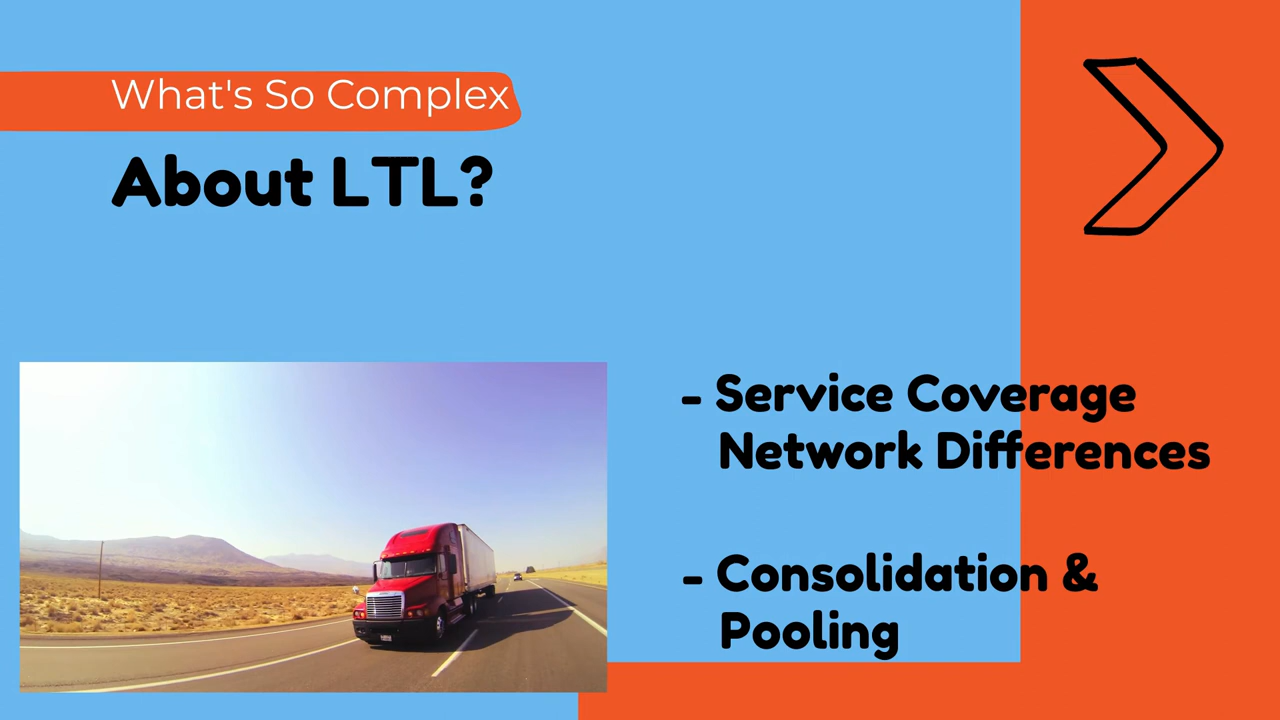 What's So Complex
About LTL?
- Service Coverage
Network Differences
- Consolidation &
Pooling